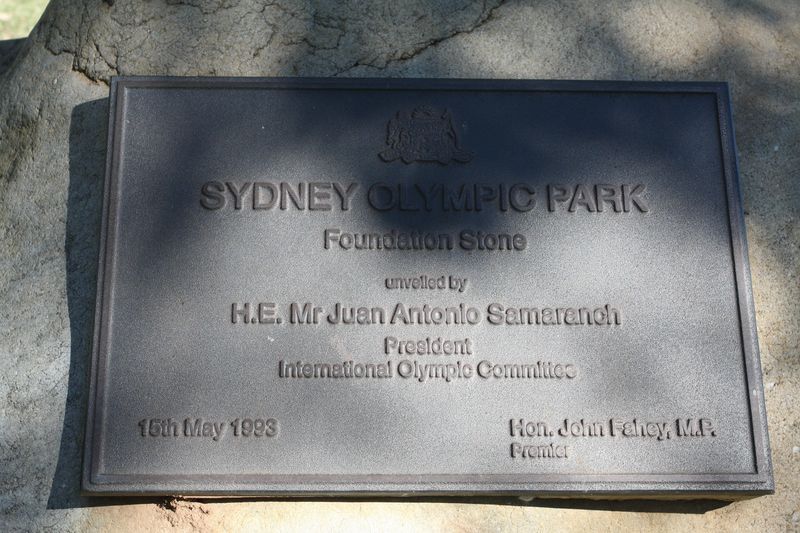 SYDNEY OLYMPIC PARK
Foundation Stone
unveiled by
H.E. Mr Juan Antonio Samaranch
President
International Olympic Committee
15th May 1993
Hon. John Fahey, M.P.
Premier